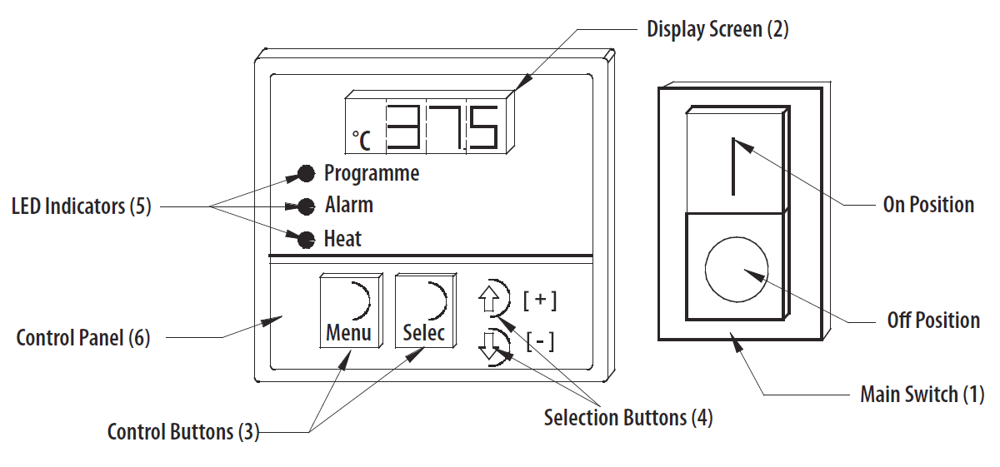 Display Screen (2)
°C 37.5
Programme
Alarm
Heat
LED Indicators (5)
On Position
Off Position
Control Panel (6)
Menu
Selec
[ + ]
[ - ]
Main Switch (1)
Selection Buttons (4)
Control Buttons (3)